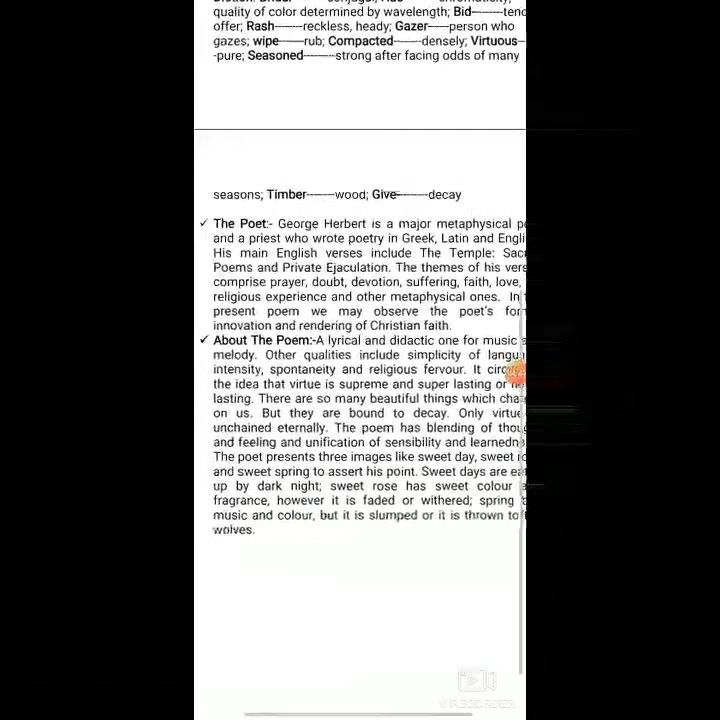 quality of color determined by wavelength; Bid--------tend
offer; Rash--------reckless, heady; Gazer------person who
gazes; wipe--------rub; Compacted--------densely; Virtuous-
-pure; Seasoned---------strong after facing odds of many
seasons; Timber--------wood; Give---------decay
✓ The Poet:- George Herbert is a major metaphysical
and a priest who wrote poetry in Greek, Latin and
His main English verses include The Temple: Sac
Poems and Private Ejaculation. The themes of his
comprise prayer, doubt, devotion, suffering, faith, love,
religious experience and other metaphysical ones. In
present poem we may observe the poet's
innovation and rendering of Christian faith.
✓ About The Poem:-A lyrical and didactic one for music
melody. Other qualities include simplicity of
intensity, spontaneity and religious fervour. It
the idea that virtue is supreme and super lasting or
lasting. There are so many beautiful things which
on us. But they are bound to decay. Only virtue
unchained eternally. The poem has blending of
and feeling and unification of sensibility and
The poet presents three images like sweet day, sweet
and sweet spring to assert his point. Sweet days are
up by dark night; sweet rose has sweet colour
fragrance, however it is faded or withered; spring
music and colour, but it is slumped or it is thrown to
wolves.
V RECORDER